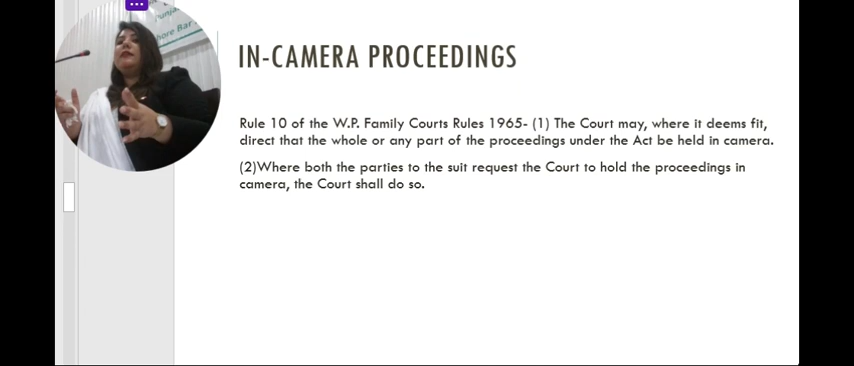 Punja
hore Bar
IN-CAMERA PROCEEDINGS
Rule 10 of the W.P. Family Courts Rules 1965- (1) The Court may, where it deems fit,
direct that the whole or any part of the proceedings under the Act be held in camera.
(2)Where both the parties to the suit request the Court to hold the proceedings in
camera, the Court shall do so.